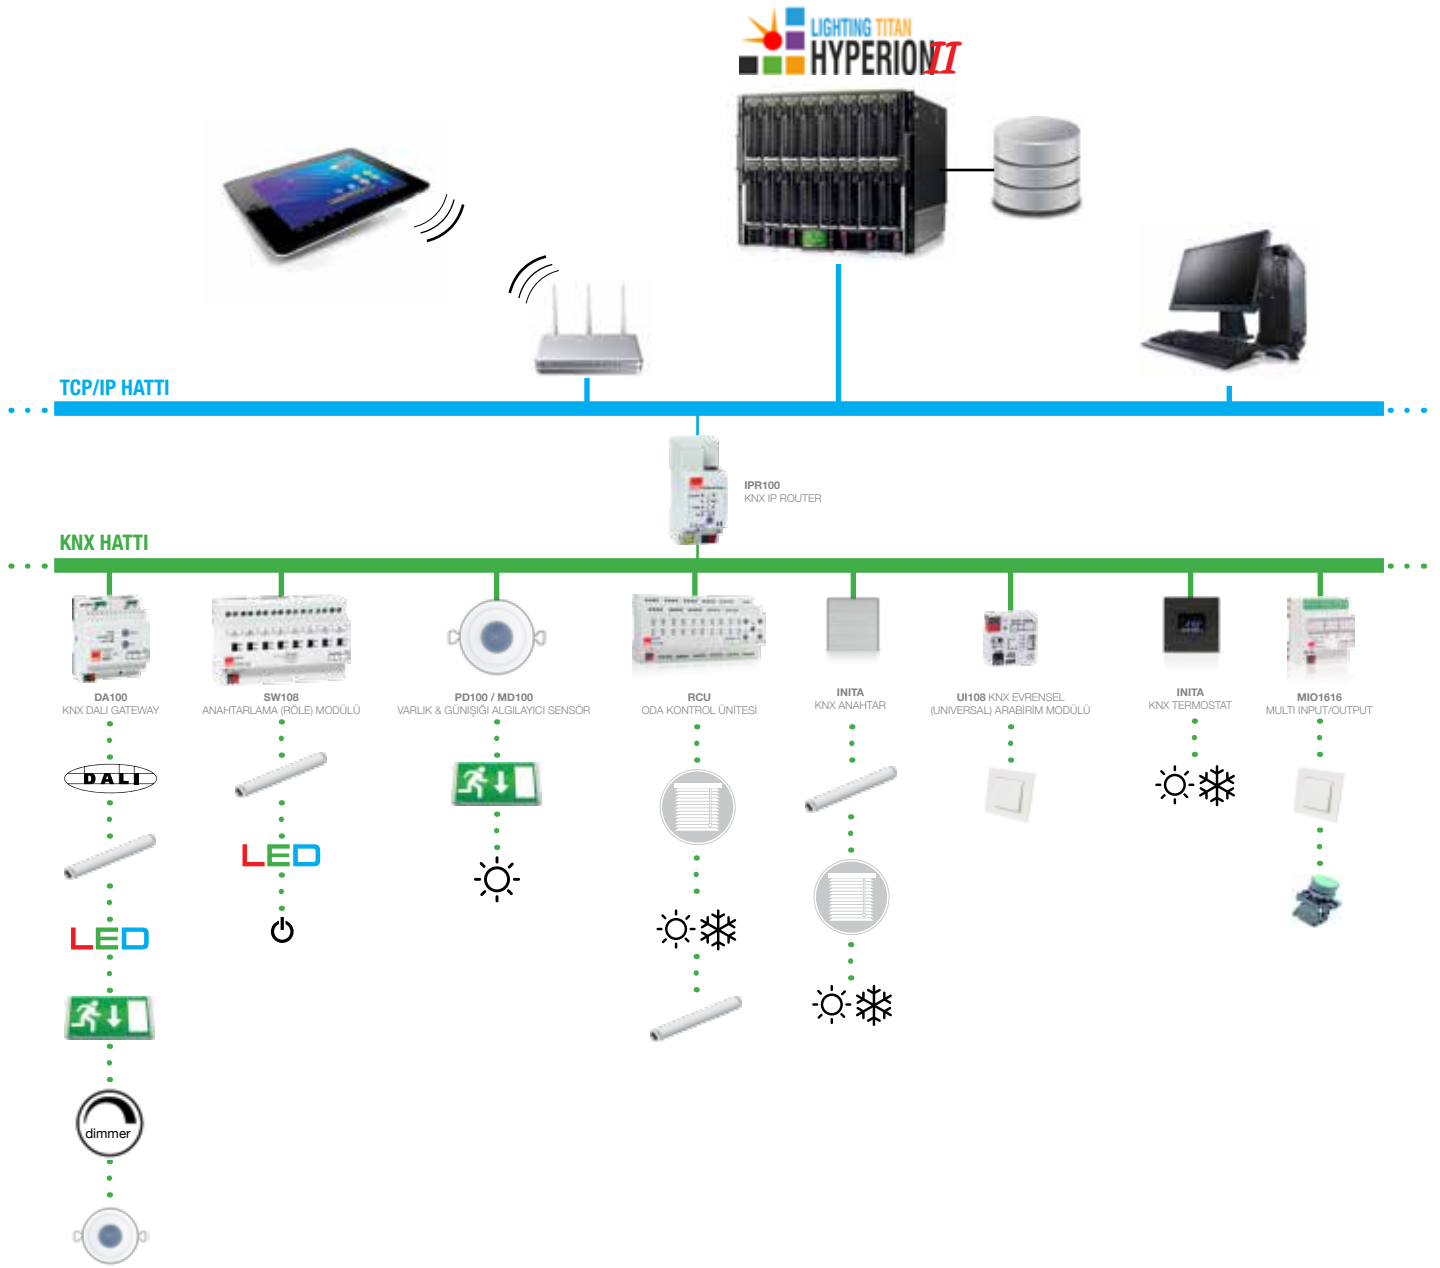 LIGHTING TITAN
HYPERION II
TCP/IP HATTI
IPR100
KNX IP ROUTER
KNX HATTI
DA100
KNX DALI GATEWAY
SW108
ANAHTARLAMA (RÖLE) MODÜLÜ
PD100 / MD100
VARLIK & GÜNIŞIĞI ALGILAYICI SENSÖR
RCU
ODA KONTROL ÜNİTESİ
INITA
KNX ANAHTAR
UI108 KNX EVRENSEL
(UNIVERSAL) ARABİRİM MODÜLÜ
INITA
KNX TERMOSTAT
MIO1616
MULTI INPUT/OUTPUT
DALI
LED
LED
dimmer